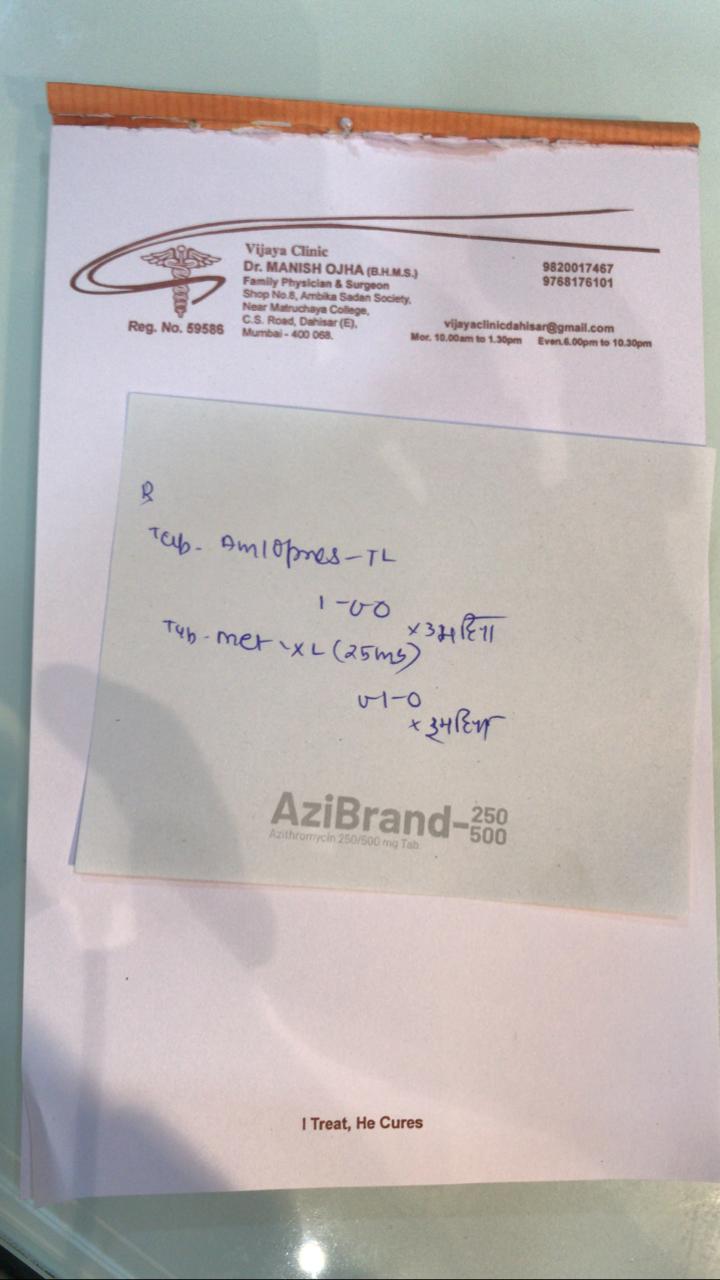 Vijaya Clinic
Dr. MANISH OJHA (B.H.M.S.)
Family Physician & Surgeon
Shop No.8, Ambika Sadan Society,
Near Matruchaya College,
C.S. Road, Dahisar (E),
Mumbai - 400 068.
Reg. No. 59586
9820017467
9768176101
vijayaclinicdahisar@gmail.com
Mor. 10.00am to 1.30pm Even.6.00pm to 10.30pm
℞
Tab- Amlopres-TL
1-0-0
Tab-met-XL (25mg)
0-1-0
AziBrand-250
500
Azithromycin 250/500 mg Tab
I Treat, He Cures